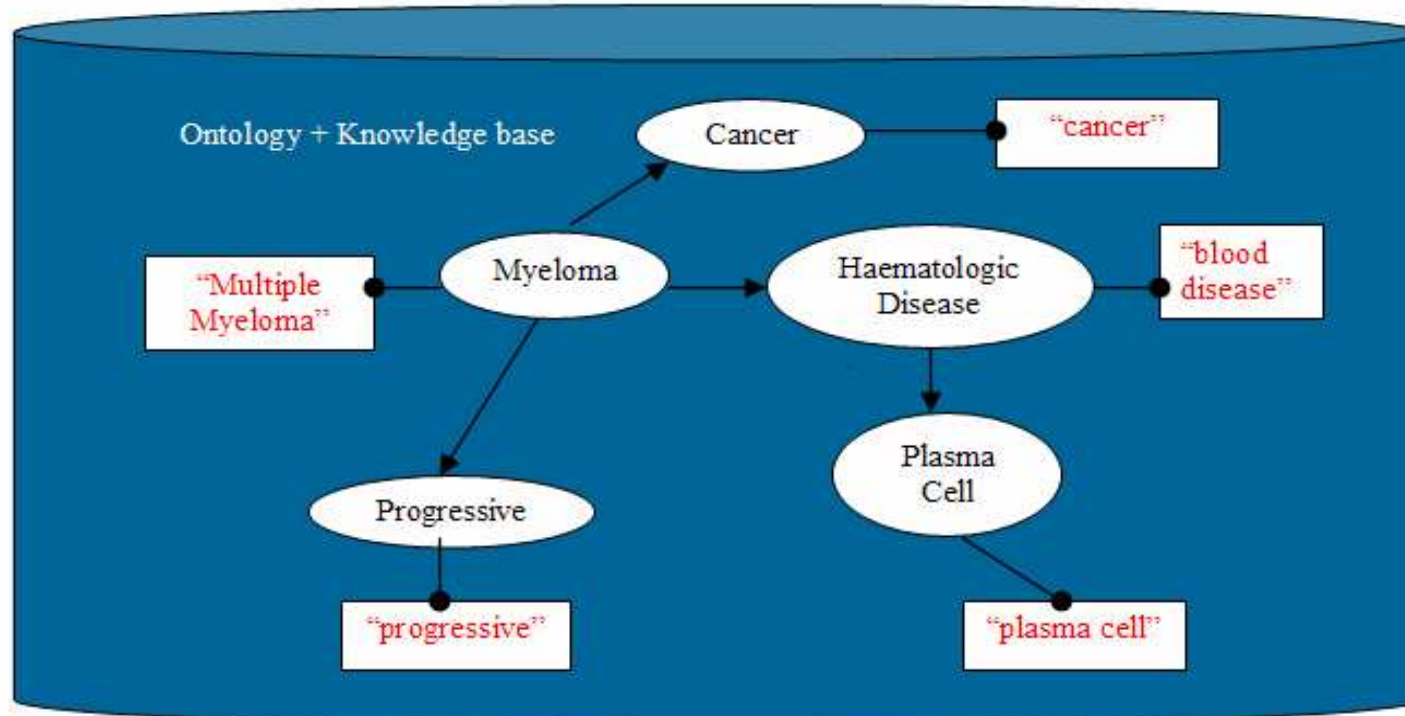 Ontology + Knowledge base
Cancer
“cancer”
“Multiple
Myeloma”
Myeloma
Haematologic
Disease
“blood
disease”
Plasma
Cell
Progressive
“progressive”
“plasma cell”